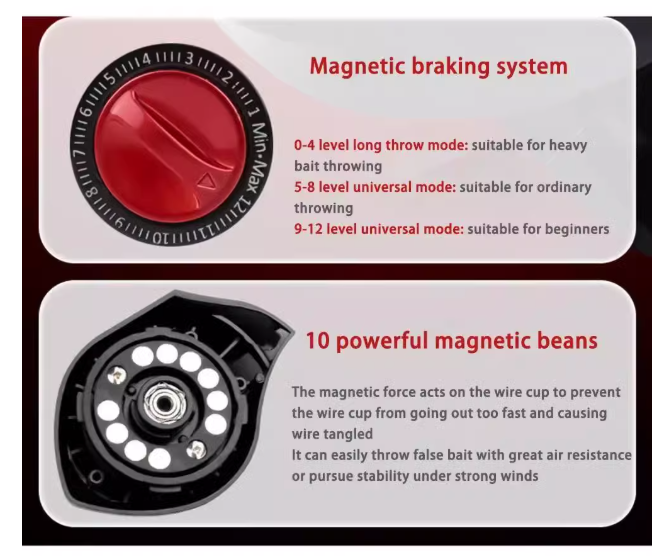 Magnetic braking system
0-4 level long throw mode: suitable for heavy
bait throwing
5-8 level universal mode: suitable for ordinary
throwing
9-12 level universal mode: suitable for beginners
Min•Max 12 11 10 9 8 7 6 5 4 3 2 1
10 powerful magnetic beans
The magnetic force acts on the wire cup to prevent
the wire cup from going out too fast and causing
wire tangled
It can easily throw false bait with great air resistance
or pursue stability under strong winds